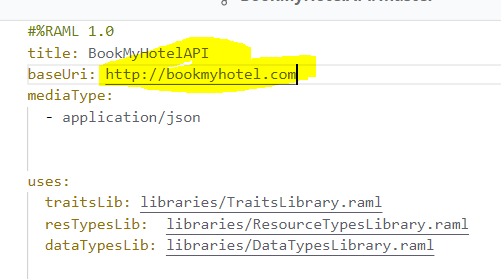 #%RAML 1.0
title: BookMyHotelAPI
baseUri: http://bookmyhotel.com
mediaType:
- application/json
uses:
traitsLib: libraries/TraitsLibrary.raml
resTypesLib: libraries/ResourceTypesLibrary.raml
dataTypesLib: libraries/DataTypesLibrary.raml